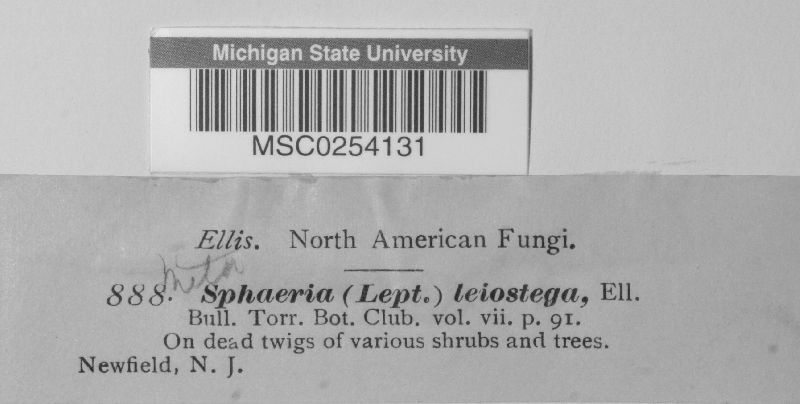 Michigan State University
MSC0254131
Ellis. North American Fungi.
Meta
888. Sphaeria (Lept.) leiostega, Ell.
Bull. Torr. Bot. Club. vol. vii. p. 91.
On dead twigs of various shrubs and trees.
Newfield, N. J.